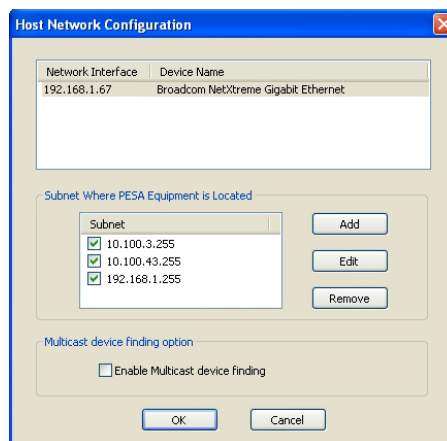 Host Network Configuration
Network Interface Device Name
192.168.1.67 Broadcom NetXtreme Gigabit Ethernet
Subnet Where PESA Equipment is Located
Subnet
10.100.3.255
10.100.43.255
192.168.1.255
Add
Edit
Remove
Multicast device finding option
Enable Multicast device finding
OK Cancel